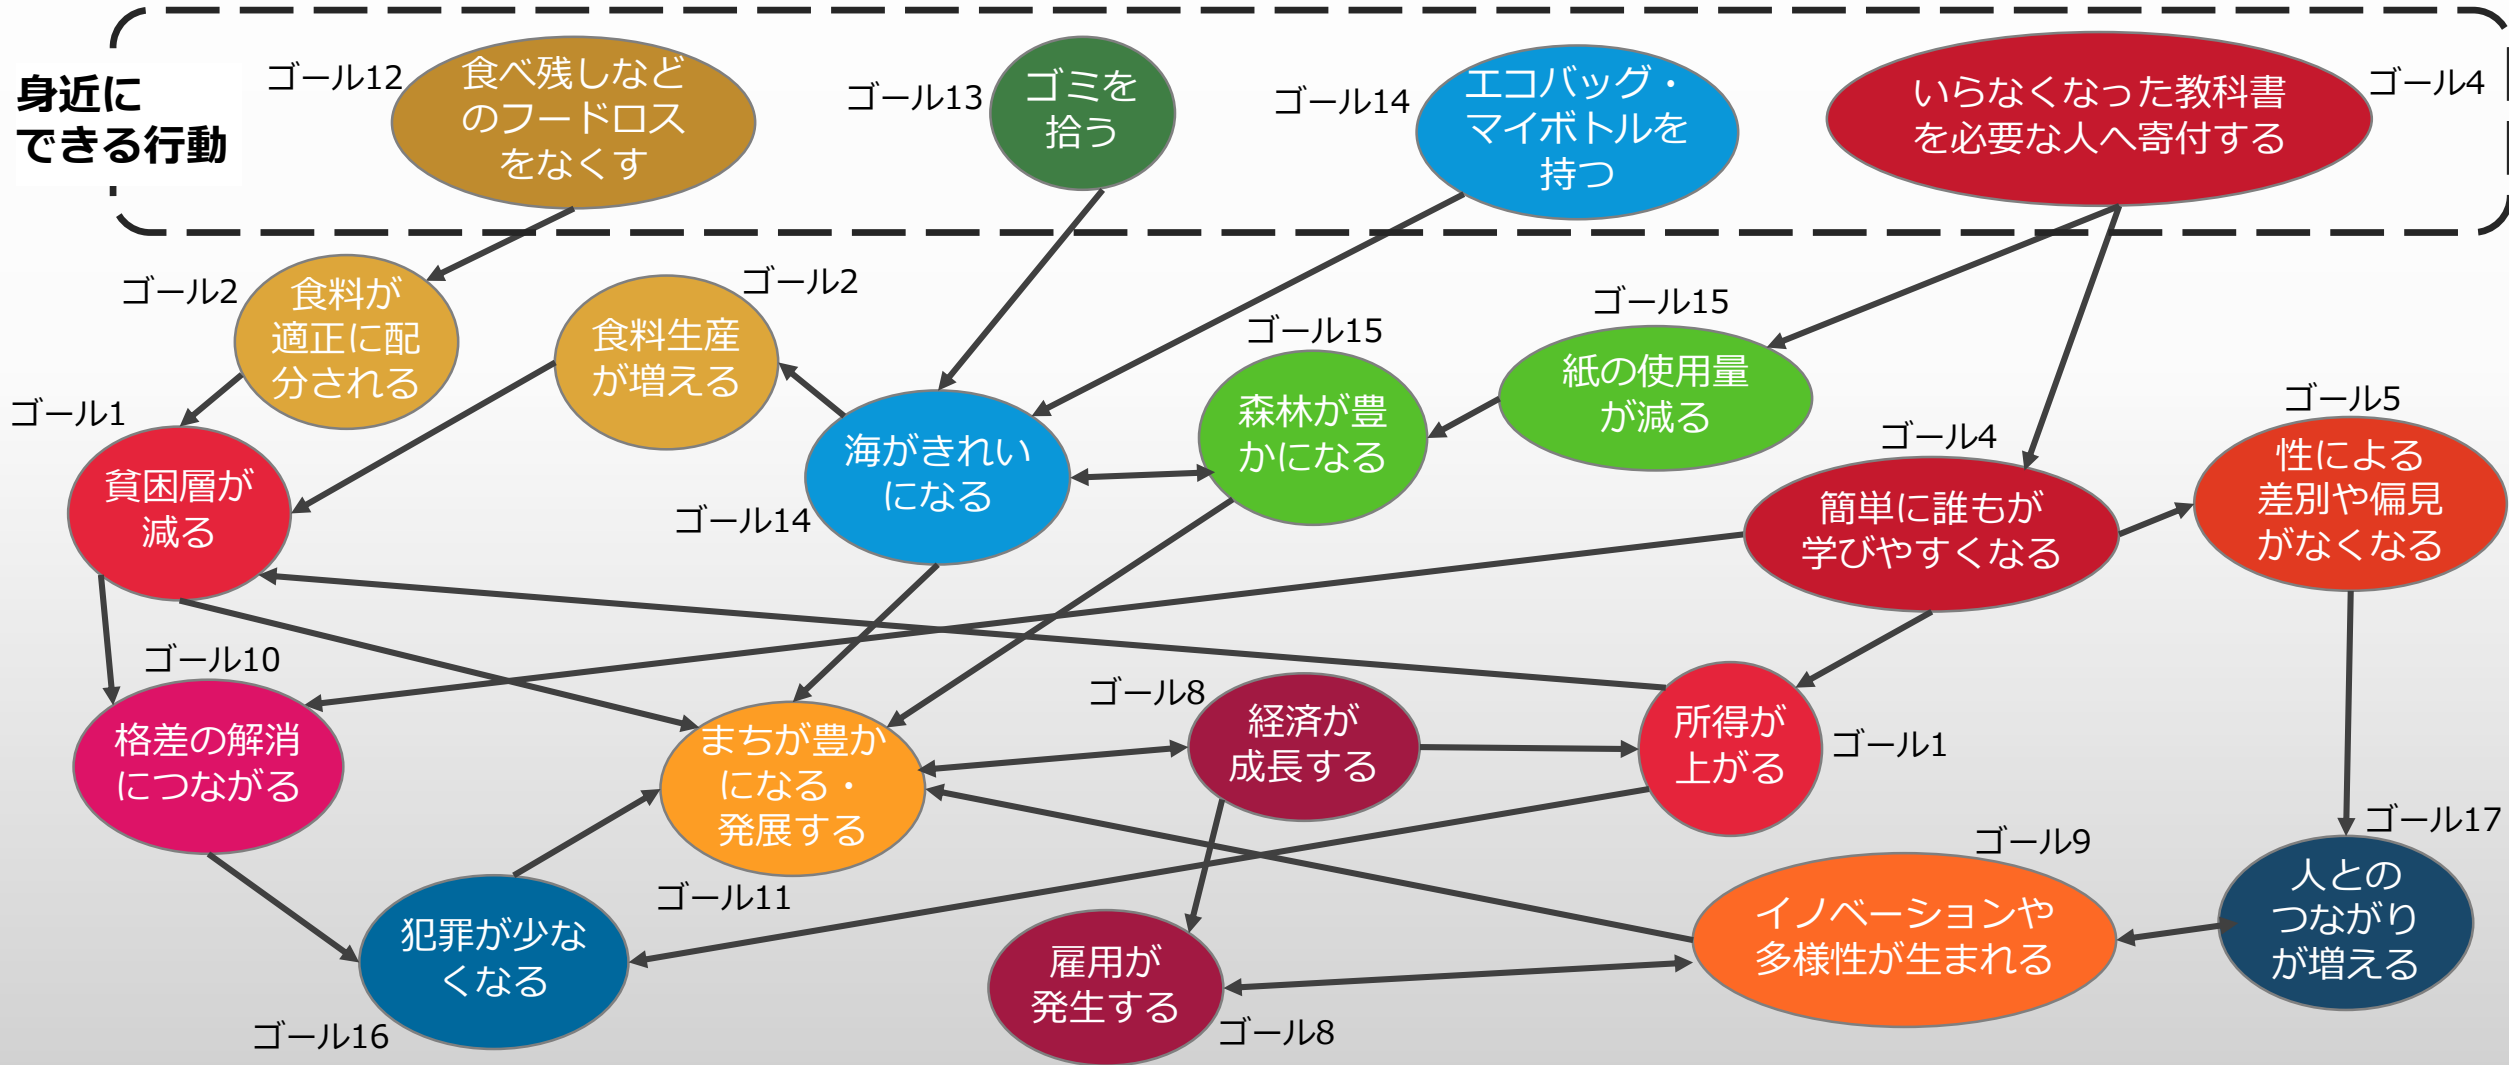 身近に
できる行動
ゴール12
食べ残しなど
のフードロス
をなくす
ゴール13
ゴミを
拾う
ゴール14
エコバッグ・
マイボトルを
持つ
いらなくなった教科書
を必要な人へ寄付する
ゴール4
ゴール2
食料が
適正に配
分される
ゴール2
食料生産
が増える
ゴール15
森林が豊
かになる
ゴール15
紙の使用量
が減る
ゴール1
貧困層が
減る
海がきれい
になる
ゴール14
ゴール4
簡単に誰もが
学びやすくなる
ゴール5
性による
差別や偏見
がなくなる
ゴール10
格差の解消
につながる
まちが豊か
になる・
発展する
ゴール11
ゴール8
経済が
成長する
所得が
上がる
ゴール1
犯罪が少な
くなる
ゴール16
雇用が
発生する
ゴール8
ゴール9
イノベーションや
多様性が生まれる
ゴール17
人との
つながり
が増える